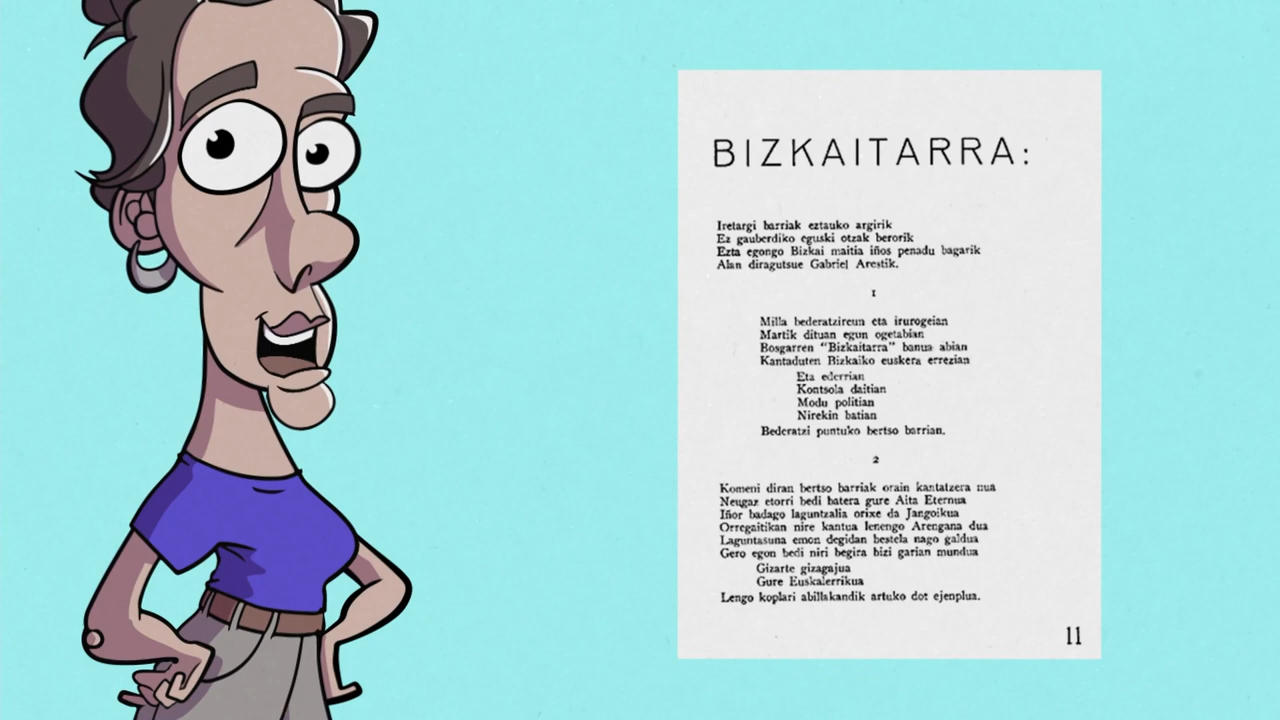 BIZKAITARRA:
Iretargi barriak eztauko argirik
Ez gauberdiko eguski otzak berorik
Ezta egongo Bizkai maitia iños penadu bagarik
Alan diragutsue Gabriel Arestik.
1
Milla bederatzireun eta irurogeian
Martik dituan egun ogetabian
Bosgarren "Bizkaitarra" banua abian
Kantaduten Bizkaiko euskera errezian
Eta ederrian
Kontsola daitian
Modu politian
Nirekin batian
Bederatzi puntuko bertso barrian.
2
Komeni diran bertso barriak orain kantatzera nua
Neugaz etorri bedi batera gure Aita Eternua
Iñor badago laguntzalia orixe da Jangoikua
Orregaitikan nire kantua lenengo Arengana dua
Laguntasuna emon degidan bestela nago galdua
Gero egon bedi niri begira bizi garian mundua
Gizarte gizagajua
Gure Euskalerrikua
Lengo koplari abillakandik artuko dot ejenplua.
11